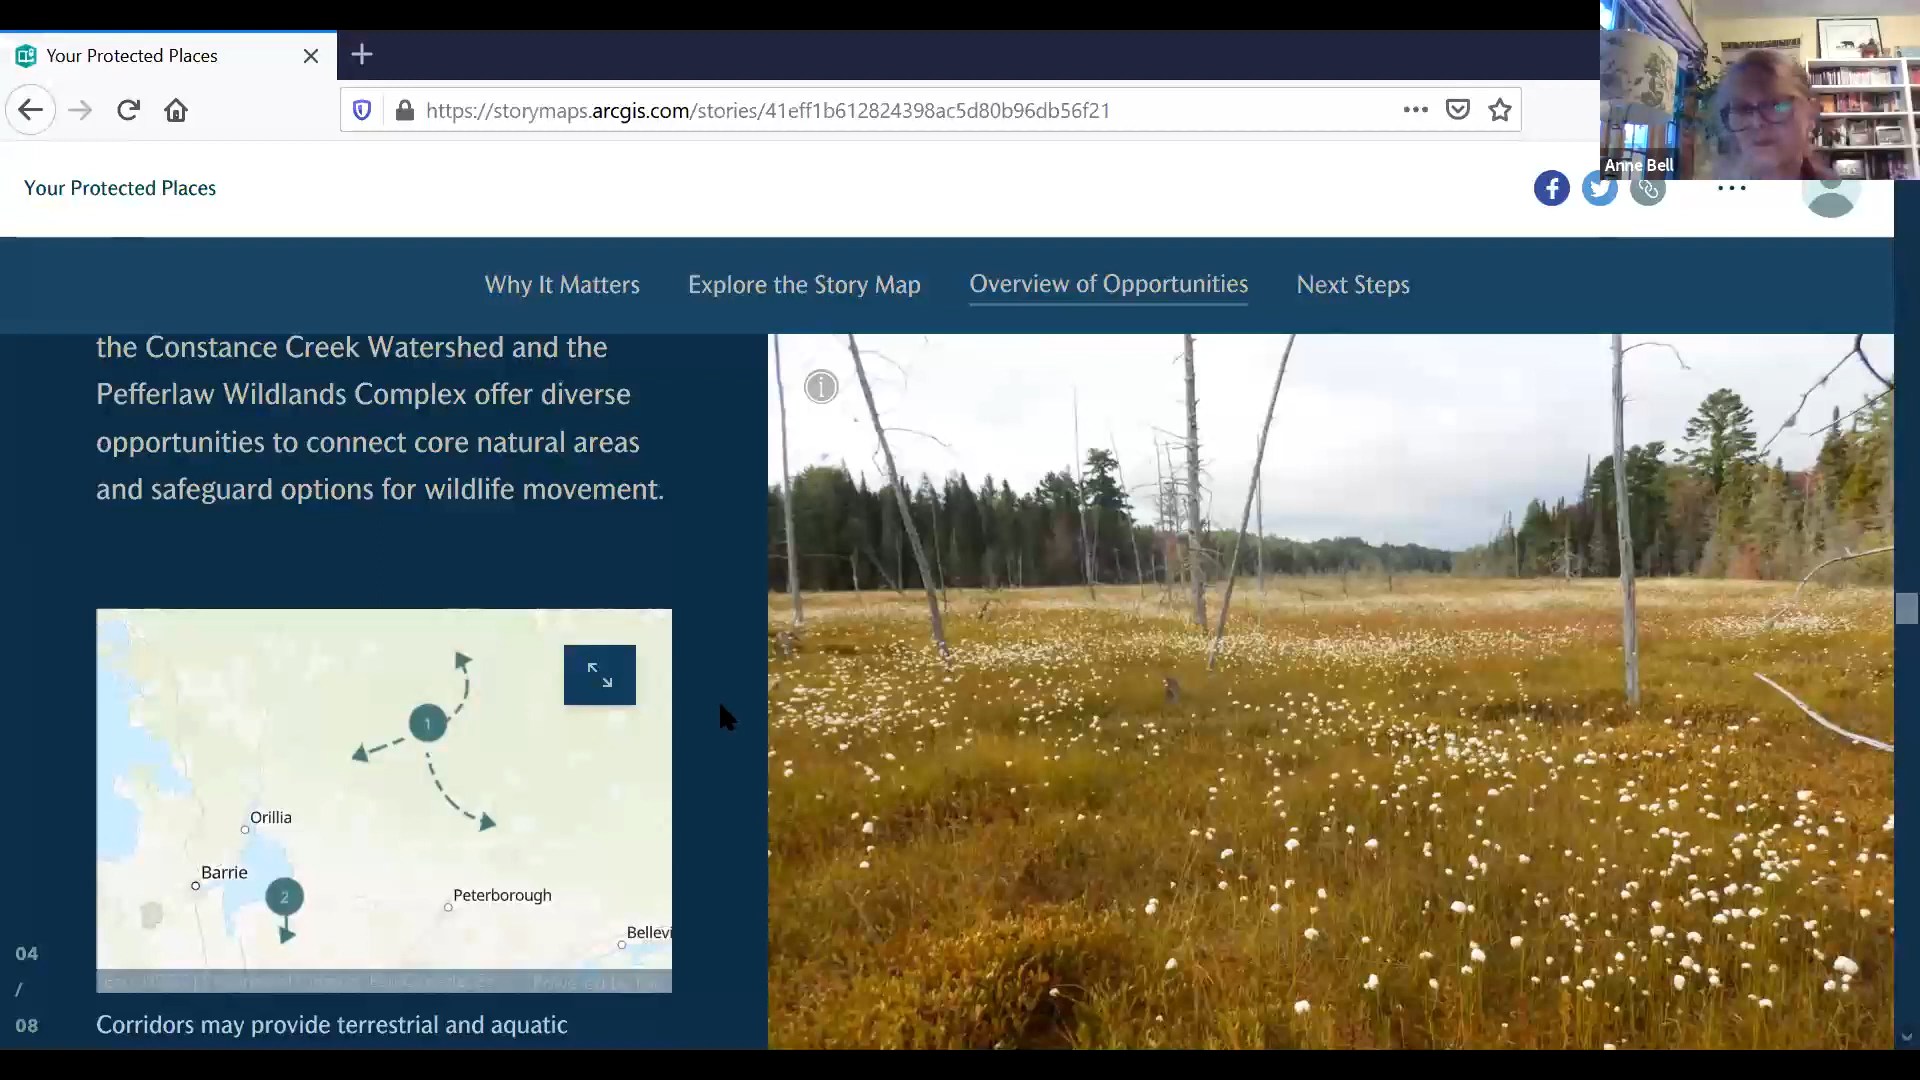 Your Protected Places
https://storymaps.arcgis.com/stories/41eff1b612824398ac5d80b96db56f21
Anne Bell
Your Protected Places
Why It Matters
Explore the Story Map
Overview of Opportunities
Next Steps
the Constance Creek Watershed and the
Pefferlaw Wildlands Complex offer diverse
opportunities to connect core natural areas
and safeguard options for wildlife movement.
1
Orillia
Barrie
2
Peterborough
Bellevi
04
/
08
Corridors may provide terrestrial and aquatic